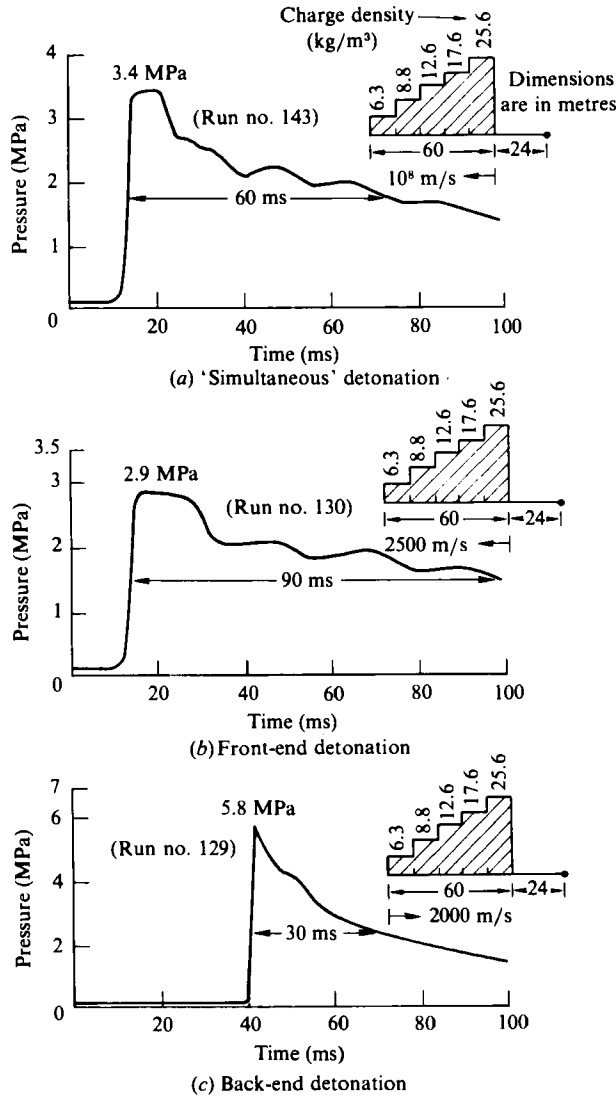 Charge density
(kg/m³)
6.3
8.8
12.6
17.6
25.6
4
3.4 MPa
3
(Run no. 143)
Dimensions
are in metres
60
24
10⁸ m/s
2
60 ms
1
0
Pressure (MPa)
20
40
60
80
100
Time (ms)
(a) 'Simultaneous' detonation
6.3
8.8
12.6
17.6
25.6
3.5
2.9 MPa
3
(Run no. 130)
60
24
2500 m/s
2
90 ms
1
0
Pressure (MPa)
20
40
60
80
100
Time (ms)
(b) Front-end detonation
6.3
8.8
12.6
17.6
25.6
7
5.8 MPa
6
(Run no. 129)
60
24
2000 m/s
4
30 ms
2
0
Pressure (MPa)
20
40
60
80
100
Time (ms)
(c) Back-end detonation